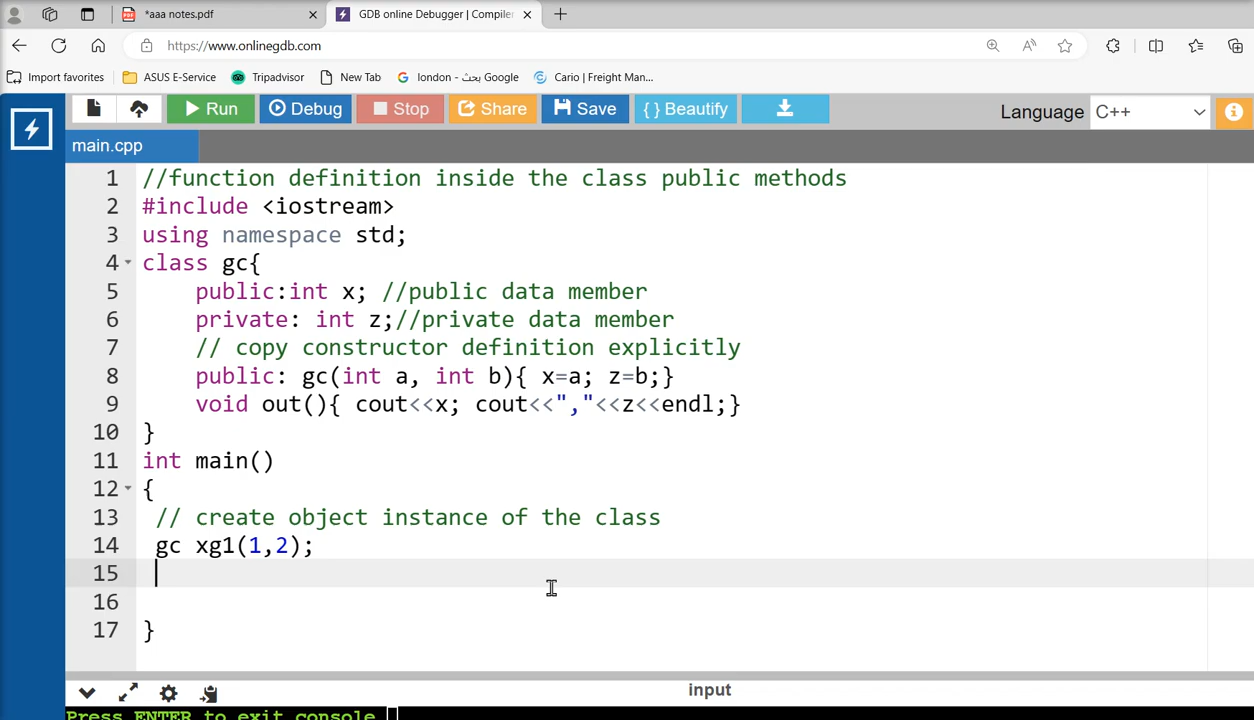 *aaa notes.pdf
GDB online Debugger | Compiler
https://www.onlinegdb.com
Import favorites
ASUS E-Service
Tripadvisor
New Tab
london - بحث Google
Cario | Freight Man...
Run
Debug
Stop
Share
Save
{ } Beautify
Language C++
main.cpp
1 //function definition inside the class public methods
2 #include <iostream>
3 using namespace std;
4 class gc{
5 public:int x; //public data member
6 private: int z;//private data member
7 // copy constructor definition explicitly
8 public: gc(int a, int b){ x=a; z=b;}
9 void out(){ cout<<x; cout<<","<<z<<endl;}
10 }
11 int main()
12 {
13 // create object instance of the class
14 gc xg1(1,2);
15
16
17 }
input
Press ENTER to exit console